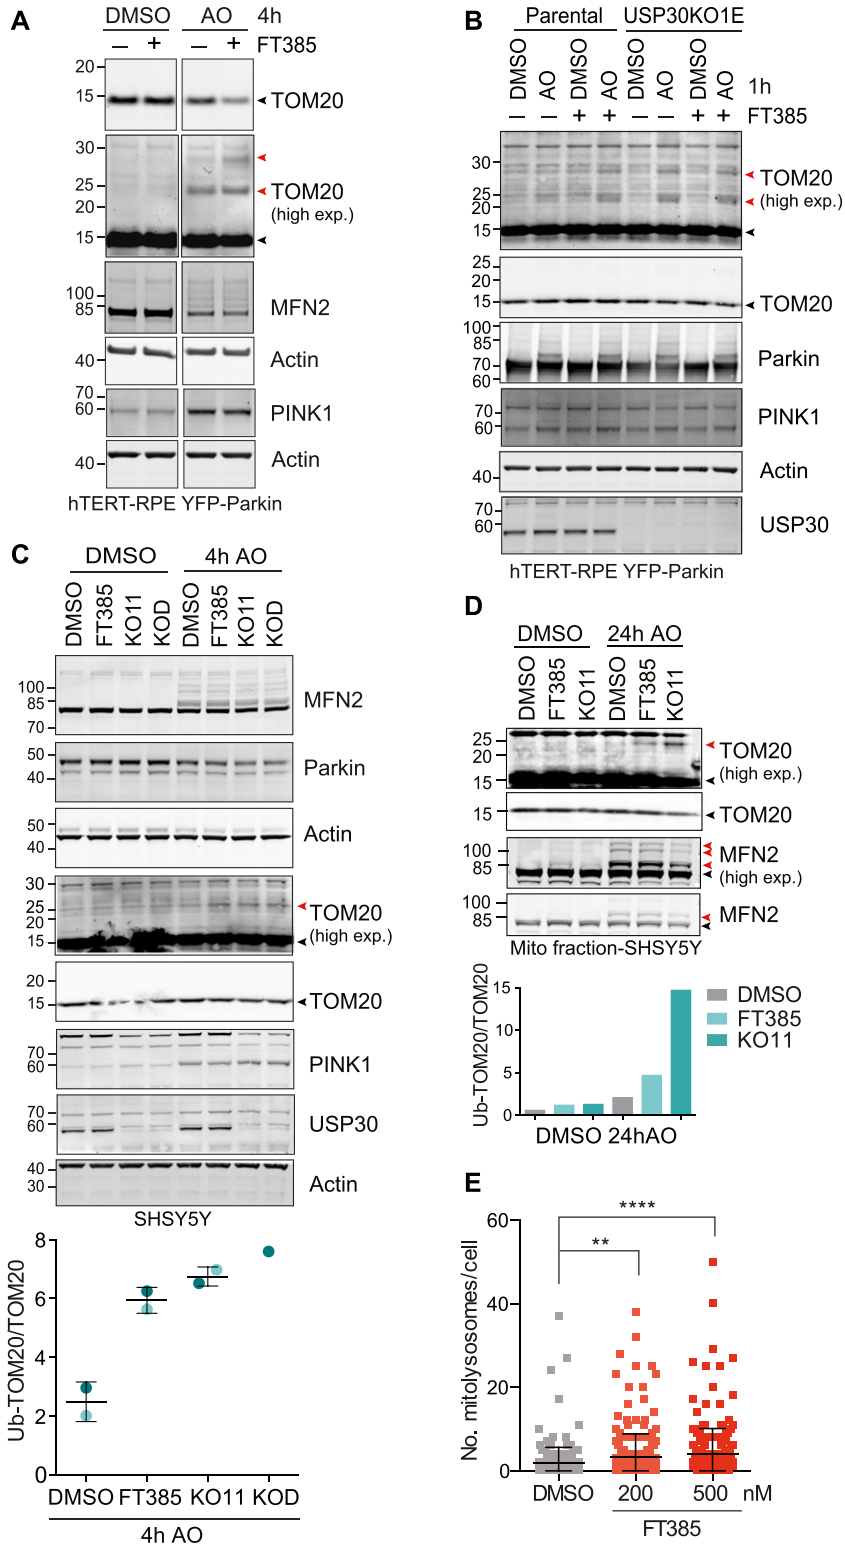 A
DMSO AO 4h
– + – + FT385
20
15
TOM20
30
25
20
15
TOM20
(high exp.)
100
85
MFN2
40
Actin
70
60
PINK1
40
Actin
hTERT-RPE YFP-Parkin
B
Parental USP30KO1E
DMSO AO DMSO AO DMSO AO DMSO AO 1h
– – + + – – + + FT385
30
25
20
15
TOM20
(high exp.)
25
20
15
TOM20
100
85
70
60
Parkin
70
60
PINK1
40
Actin
70
60
USP30
hTERT-RPE YFP-Parkin
C
DMSO 4h AO
DMSO FT385 KO11 KOD DMSO FT385 KO11 KOD
100
85
70
MFN2
50
40
Parkin
50
40
Actin
30
25
20
15
TOM20
(high exp.)
20
15
TOM20
70
60
PINK1
70
60
USP30
40
30
Actin
SHSY5Y
Ub-TOM20/TOM20
8
6
4
2
0
DMSO FT385 KO11 KOD
4h AO
D
DMSO 24h AO
DMSO FT385 KO11 DMSO FT385 KO11
25
20
15
TOM20
(high exp.)
15
TOM20
100
85
MFN2
(high exp.)
100
85
MFN2
Mito fraction-SHSY5Y
Ub-TOM20/TOM20
15
10
5
0
DMSO 24hAO
DMSO
FT385
KO11
E
No. mitolysosomes/cell
60
40
20
0
****
**
DMSO 200 500 nM
FT385